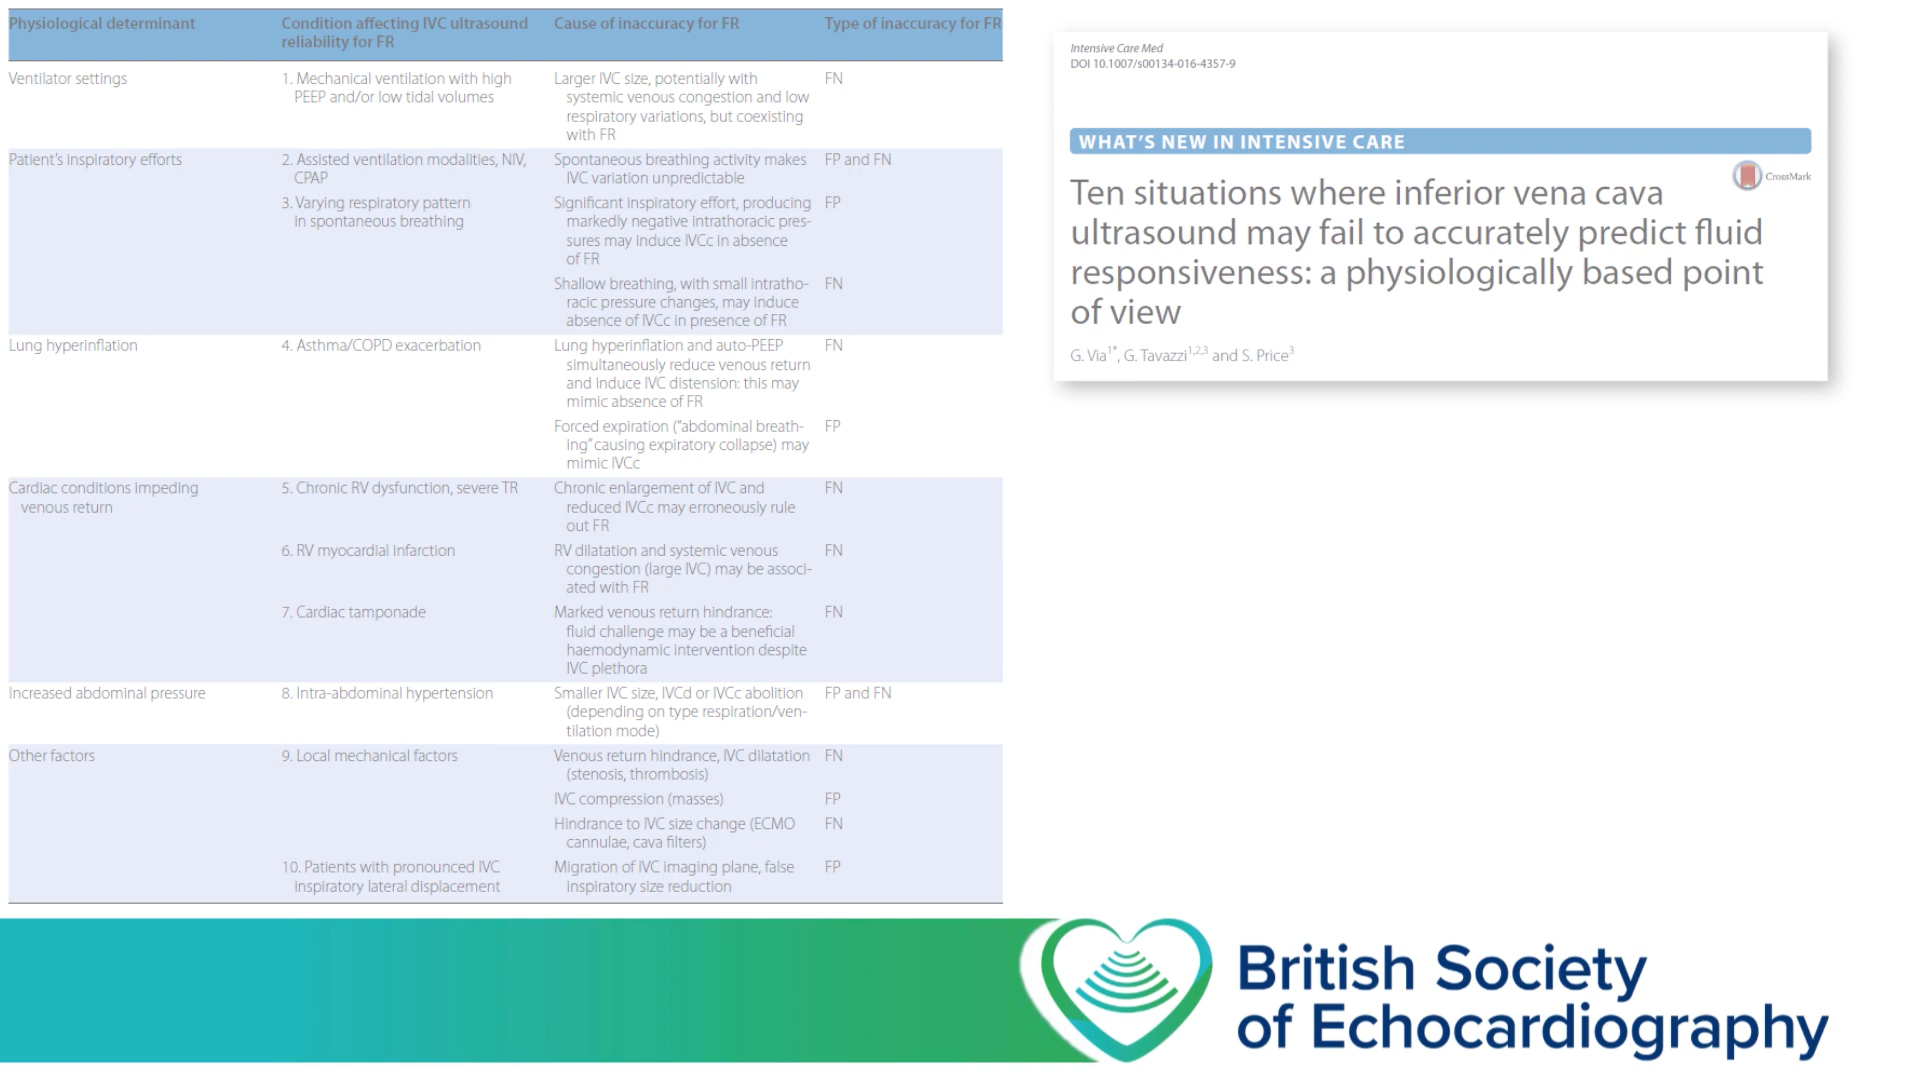 Physiological determinant
Condition affecting IVC ultrasound
reliability for FR
Cause of inaccuracy for FR
Type of inaccuracy for FR
Ventilator settings
1. Mechanical ventilation with high
PEEP and/or low tidal volumes
Larger IVC size, potentially with
systemic venous congestion and low
respiratory variations, but coexisting
with FR
FN
Patient's inspiratory efforts
2. Assisted ventilation modalities, NIV,
CPAP
Spontaneous breathing activity makes
IVC variation unpredictable
FP and FN
3. Varying respiratory pattern
in spontaneous breathing
Significant inspiratory effort, producing
markedly negative intrathoracic pres-
sures may induce IVCc in absence
of FR
FP
Shallow breathing, with small intratho-
racic pressure changes, may induce
absence of IVCc in presence of FR
FN
Lung hyperinflation
4. Asthma/COPD exacerbation
Lung hyperinflation and auto-PEEP
simultaneously reduce venous return
and induce IVC distension: this may
mimic absence of FR
FN
Forced expiration ("abdominal breath-
ing" causing expiratory collapse) may
mimic IVCc
FP
Cardiac conditions impeding
venous return
5. Chronic RV dysfunction, severe TR
Chronic enlargement of IVC and
reduced IVCc may erroneously rule
out FR
FN
6. RV myocardial infarction
RV dilatation and systemic venous
congestion (large IVC) may be associ-
ated with FR
FN
7. Cardiac tamponade
Marked venous return hindrance:
fluid challenge may be a beneficial
haemodynamic intervention despite
IVC plethora
FN
Increased abdominal pressure
8. Intra-abdominal hypertension
Smaller IVC size, IVCd or IVCc abolition
(depending on type respiration/ven-
tilation mode)
FP and FN
Other factors
9. Local mechanical factors
Venous return hindrance, IVC dilatation
(stenosis, thrombosis)
FN
IVC compression (masses)
FP
Hindrance to IVC size change (ECMO
cannulae, cava filters)
FN
10. Patients with pronounced IVC
inspiratory lateral displacement
Migration of IVC imaging plane, false
inspiratory size reduction
FP
Intensive Care Med
DOI 10.1007/s00134-016-4357-9
WHAT'S NEW IN INTENSIVE CARE
CrossMark
Ten situations where inferior vena cava
ultrasound may fail to accurately predict fluid
responsiveness: a physiologically based point
of view
G. Via1*, G. Tavazzi1,2,3 and S. Price3
British Society
of Echocardiography